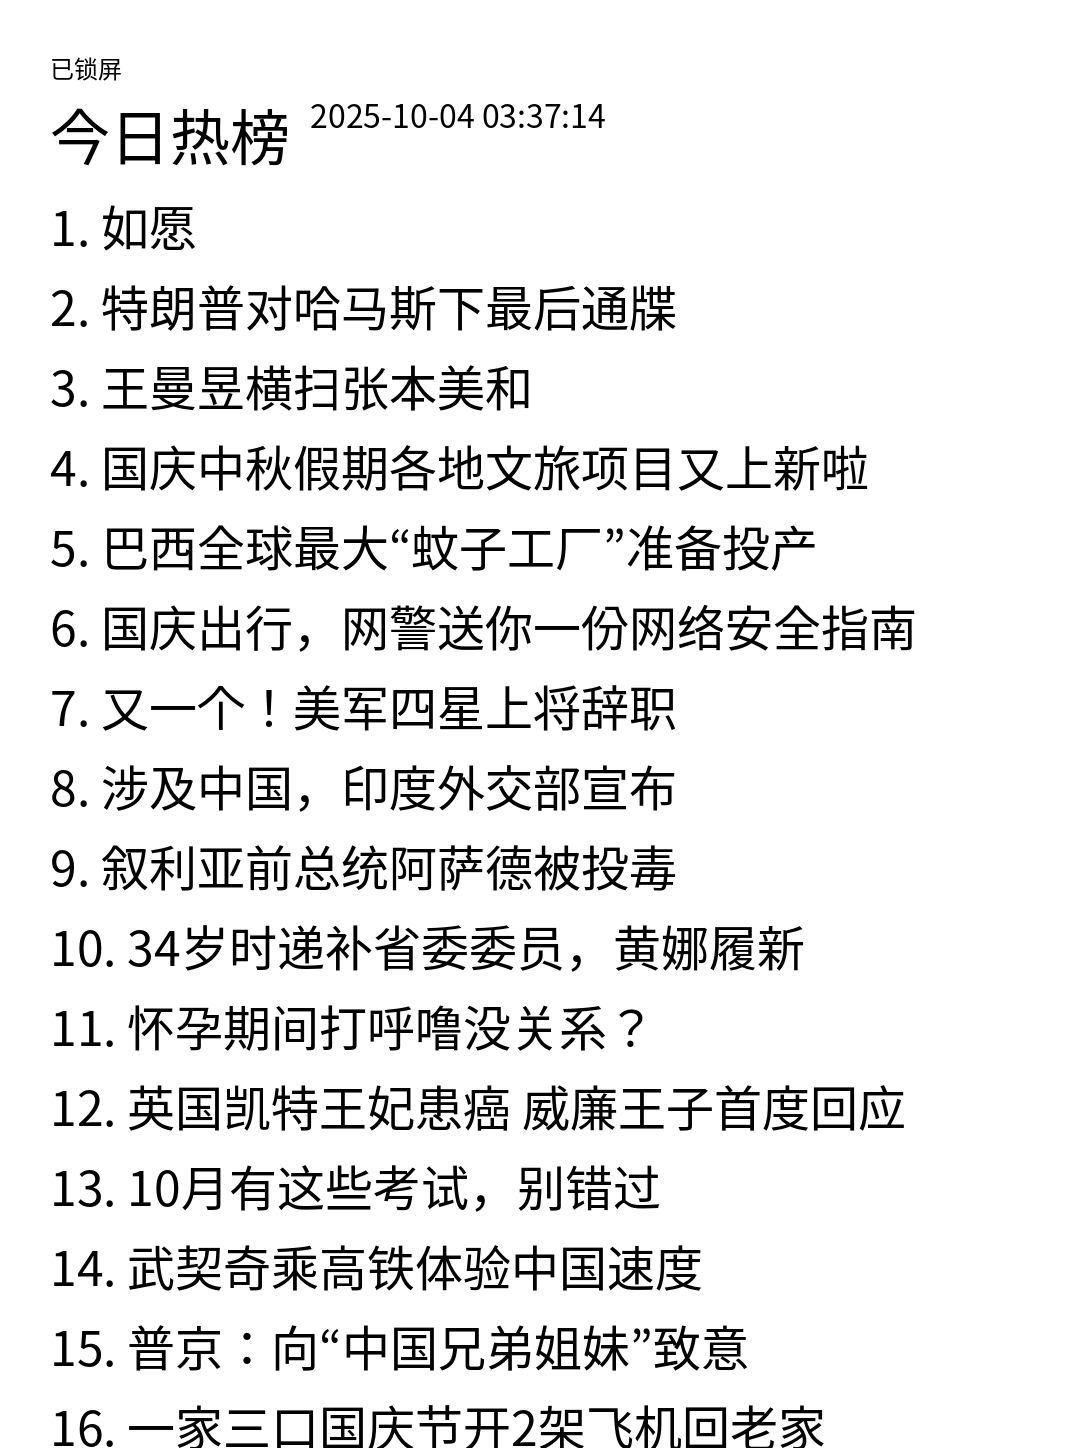 已锁屏
今日热榜 2025-10-04 03:37:14
1. 如愿
2. 特朗普对哈马斯下最后通牒
3. 王曼昱横扫张本美和
4. 国庆中秋假期各地文旅项目又上新啦
5. 巴西全球最大“蚊子工厂”准备投产
6. 国庆出行，网警送你一份网络安全指南
7. 又一个！美军四星上将辞职
8. 涉及中国，印度外交部宣布
9. 叙利亚前总统阿萨德被投毒
10. 34岁时递补省委委员，黄娜履新
11. 怀孕期间打呼噜没关系？
12. 英国凯特王妃患癌 威廉王子首度回应
13. 10月有这些考试，别错过
14. 武契奇乘高铁体验中国速度
15. 普京：向“中国兄弟姐妹”致意
16. 一家三口国庆节开2架飞机回老家